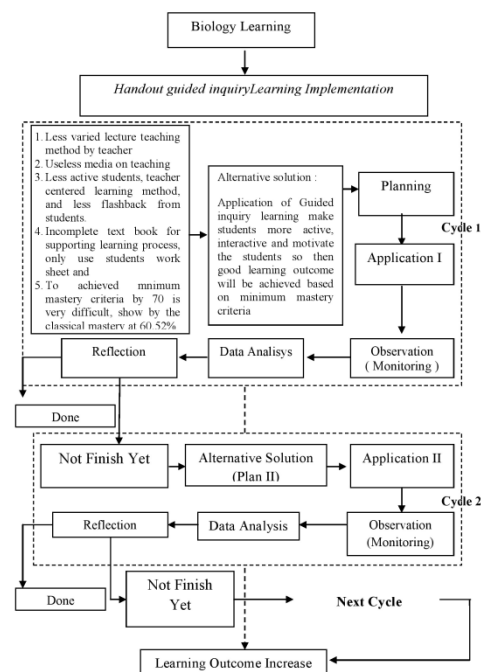 Biology Learning
Handout guided inquiryLearning Implementation
1. Less varied lecture teaching
method by teacher
2. Useless media on teaching
3. Less active students, teacher
centered learning method,
and less flashback from
students.
4. Incomplete text book for
supporting learning process,
only use students work
sheet and
5. To achieved mnimum
mastery criteria by 70 is
very difficult, show by the
classical mastery at 60.52%
Alternative solution :
Application of Guided
inquiry learning make
students more active,
interactive and motivate
the students so then
good learning outcome
will be achieved based
on minimum mastery
criteria
Planning
Cycle 1
Application I
Observation
( Monitoring )
Data Analisys
Reflection
Done
Not Finish Yet
Alternative Solution
(Plan II)
Application II
Cycle 2
Observation
(Monitoring)
Data Analysis
Reflection
Done
Not Finish
Yet
Next Cycle
Learning Outcome Increase